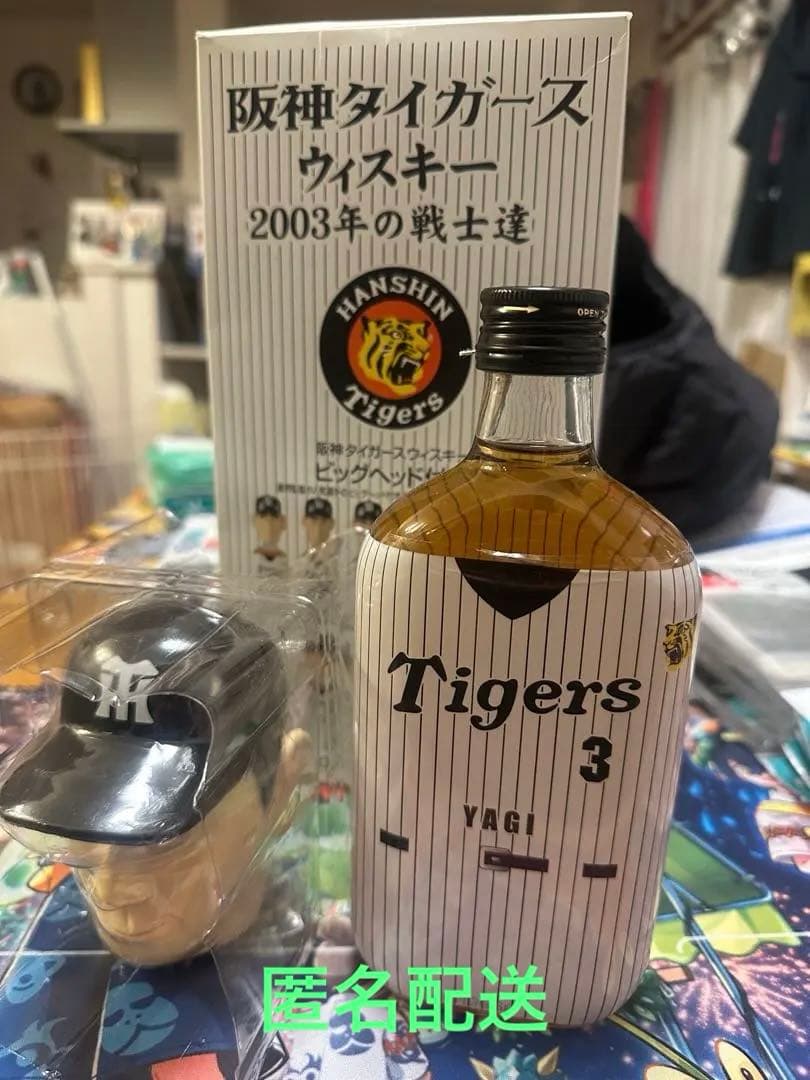 阪神タイガース
ウィスキー
2003年の戦士達
HANSHIN
Tigers
阪神タイガースウィスキー
ビッグヘッド付
OPEN
Tigers
3
YAGI
匿名配送